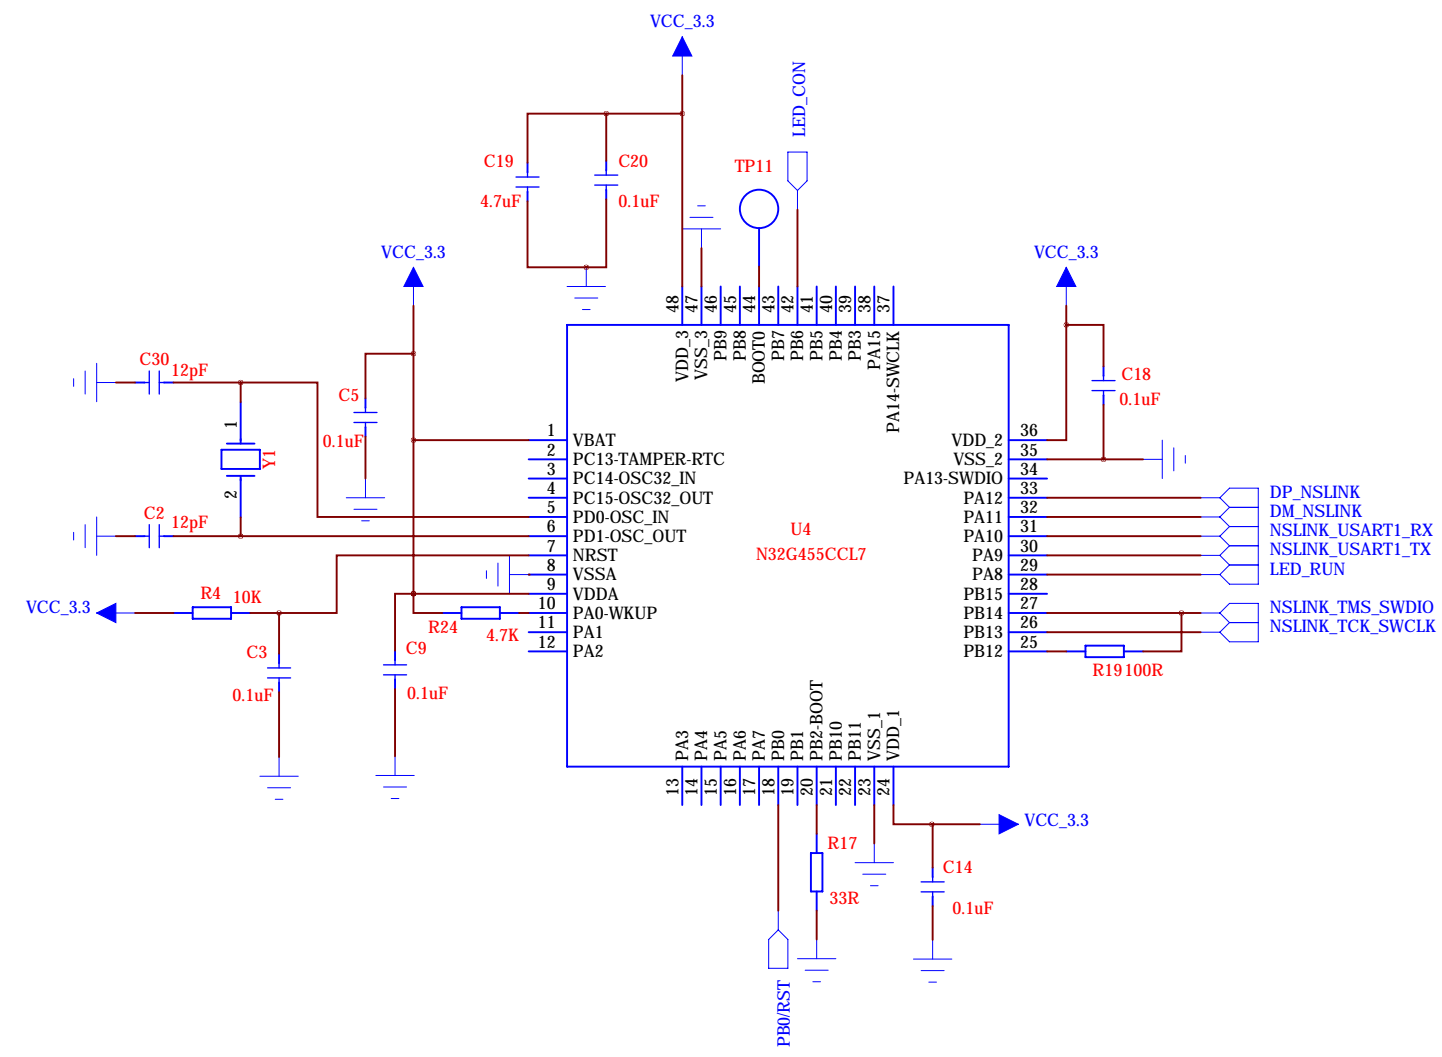 VCC_3.3
LED_CON
C19
4.7uF
C20
0.1uF
TP11
VCC_3.3
VCC_3.3
48
47
46
45
44
43
42
41
40
39
38
37
VDD_3
VSS_3
PB9
PB8
BOOT0
PB7
PB6
PB5
PB4
PB3
PA15
PA14-SWCLK
C30
12pF
C5
0.1uF
C18
0.1uF
1
Y1
2
C2
12pF
1 VBAT
2 PC13-TAMPER-RTC
3 PC14-OSC32_IN
4 PC15-OSC32_OUT
5 PD0-OSC_IN
6 PD1-OSC_OUT
7 NRST
8 VSSA
9 VDDA
10 PA0-WKUP
11 PA1
12 PA2
U4
N32G455CCL7
VDD_2 36
VSS_2 35
PA13-SWDIO 34
PA12 33
PA11 32
PA10 31
PA9 30
PA8 29
PB15 28
PB14 27
PB13 26
PB12 25
DP_NSLINK
DM_NSLINK
NSLINK_USART1_RX
NSLINK_USART1_TX
LED_RUN
NSLINK_TMS_SWDIO
NSLINK_TCK_SWCLK
R19 100R
VCC_3.3
R4 10K
R24
4.7K
C3
0.1uF
C9
0.1uF
PA3
PA4
PA5
PA6
PA7
PB0
PB1
PB2-BOOT
PB10
PB11
VSS_1
VDD_1
13
14
15
16
17
18
19
20
21
22
23
24
VCC_3.3
R17
33R
C14
0.1uF
PB0/RST